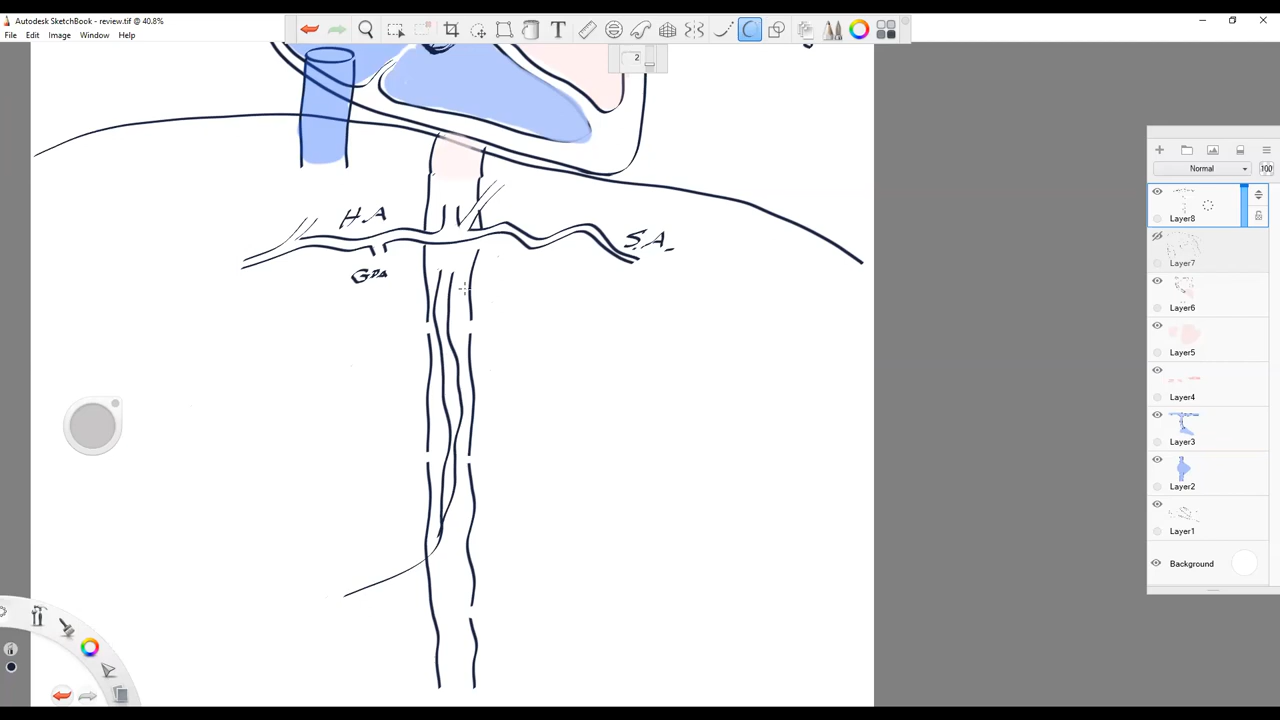 Autodesk SketchBook - review.tif @ 40.8%
File Edit Image Window Help
T
2
Normal 100
Layer8
Layer7
Layer6
Layer5
Layer4
Layer3
Layer2
Layer1
Background
H.A
S.A.
GDA